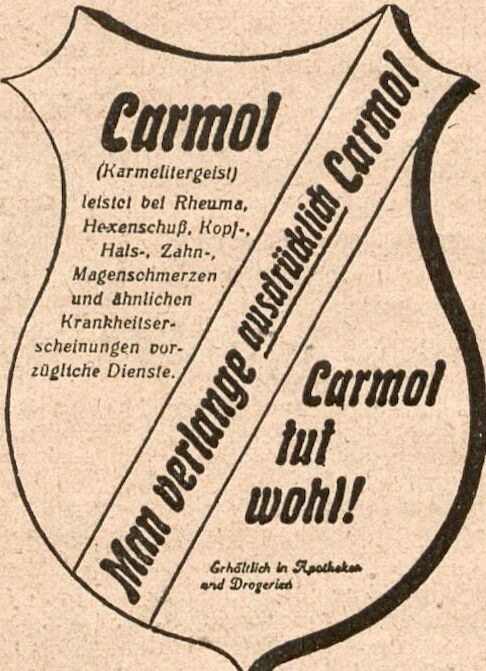 Carmol
(Karmelitergeist)
leistet bei Rheuma,
Hexenschuß, Kopf-,
Hals-, Zahn-,
Magenschmerzen
und ähnlichen
Krankheitser-
scheinungen vor-
zügliche Dienste.
Man verlange ausdrücklich Carmol
Carmol
tut
wohl!
Erhältlich in Apotheken
und Drogerien